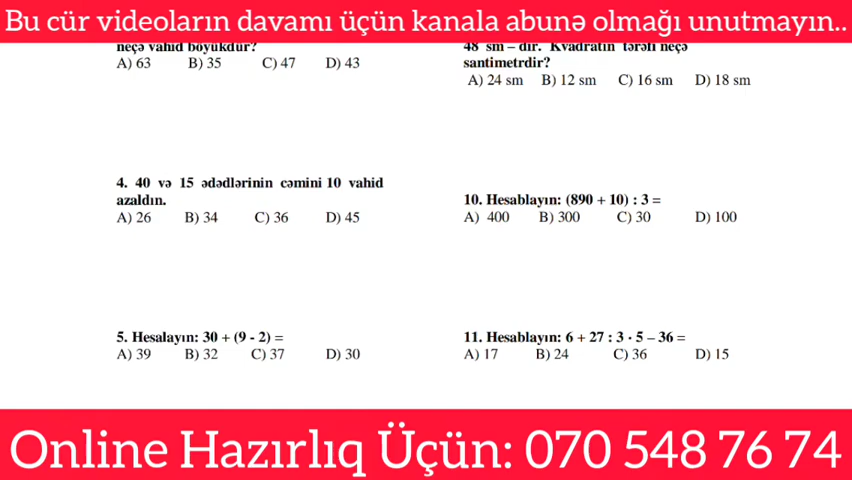 Bu cür videoların davamı üçün kanala abunə olmağı unutmayın..
neçə vahid böyükdür?
A) 63 B) 35 C) 47 D) 43
4. 40 və 15 ədədlərinin cəmini 10 vahid
azaldın.
A) 26 B) 34 C) 36 D) 45
5. Hesalayın: 30 + (9 - 2) =
A) 39 B) 32 C) 37 D) 30
48 sm – dir. Kvadratın tərəfi neçə
santimetrdir?
A) 24 sm B) 12 sm C) 16 sm D) 18 sm
10. Hesablayın: (890 + 10) : 3 =
A) 400 B) 300 C) 30 D) 100
11. Hesablayın: 6 + 27 : 3 · 5 – 36 =
A) 17 B) 24 C) 36 D) 15
Online Hazırlıq Üçün: 070 548 76 74